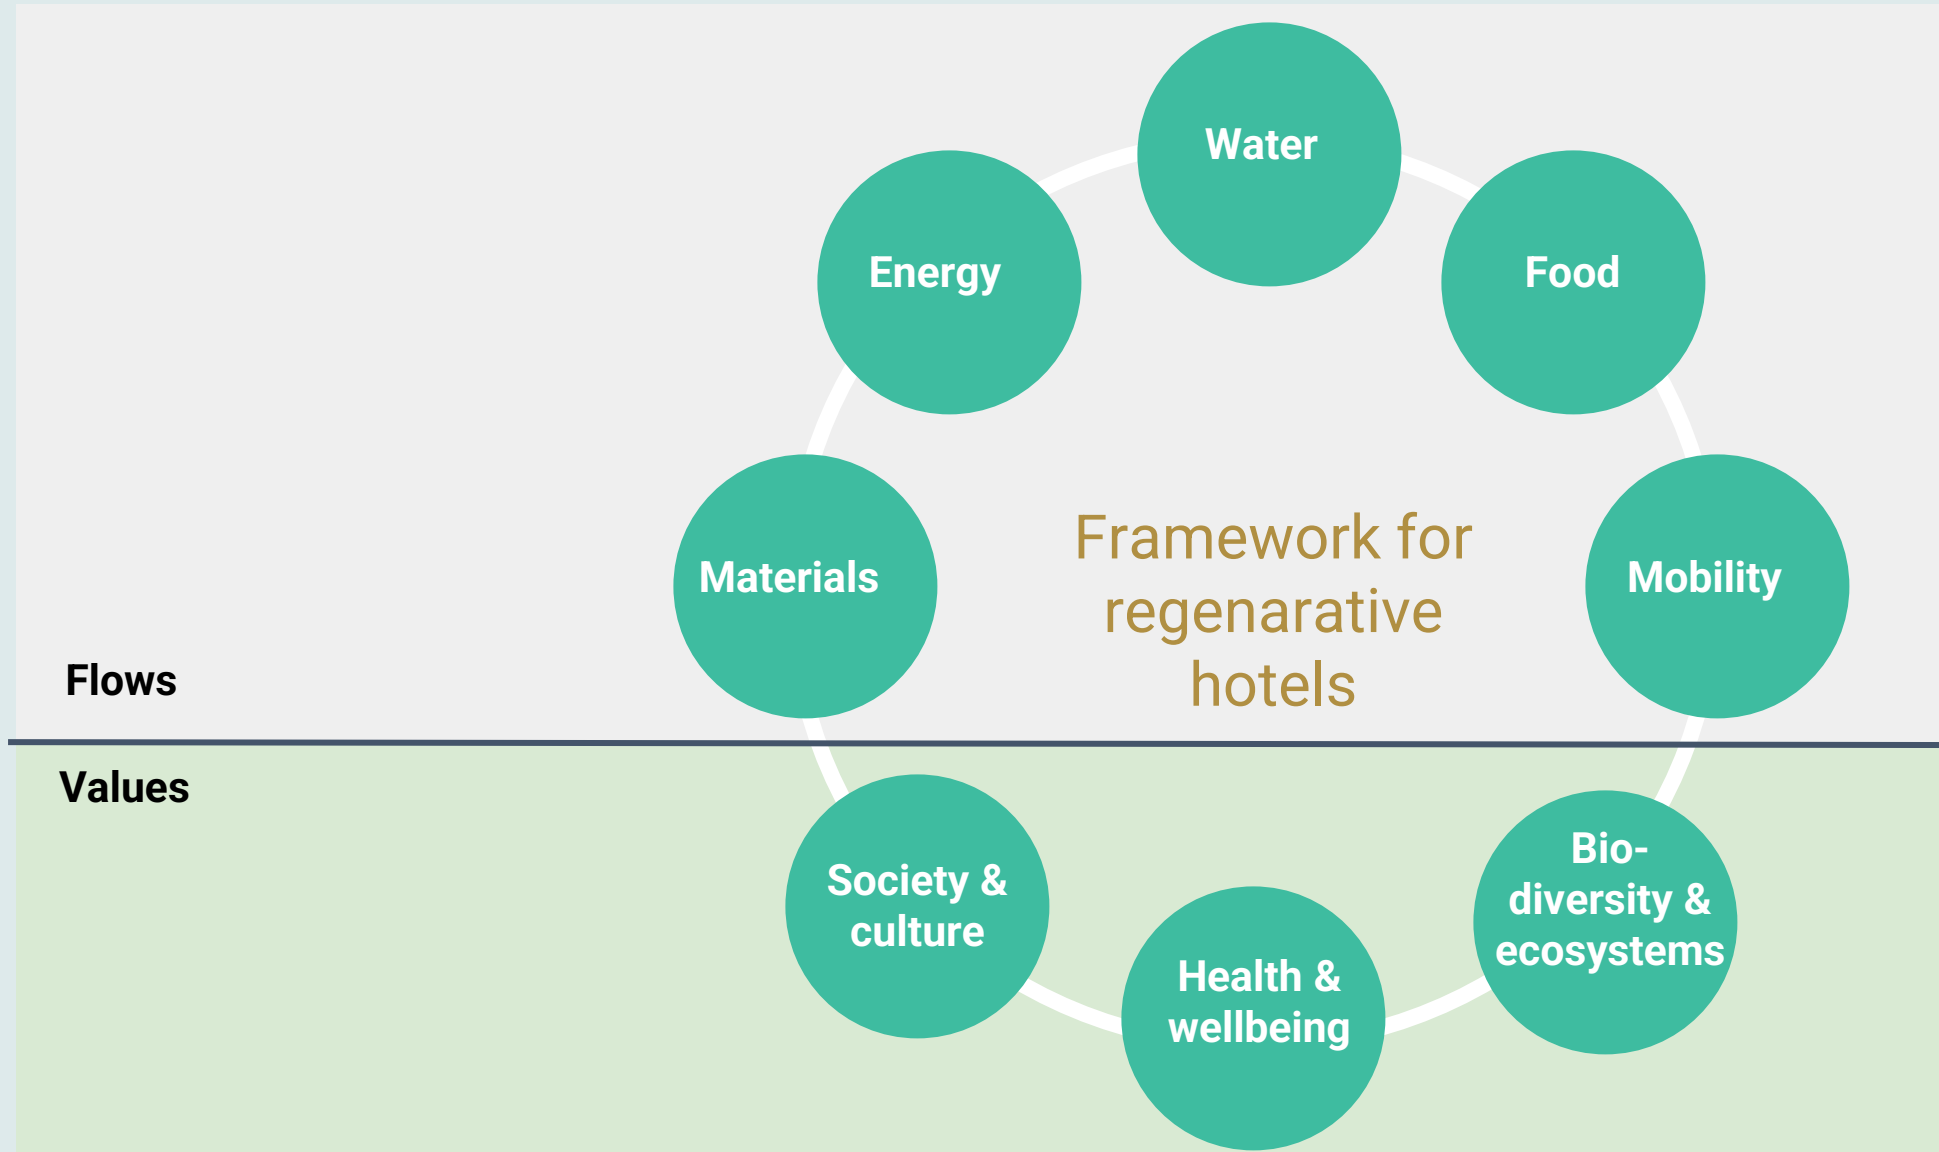 Water
Energy
Food
Materials
Framework for
regenarative
hotels
Mobility
Flows
Values
Society &
culture
Health &
wellbeing
Bio-
diversity &
ecosystems